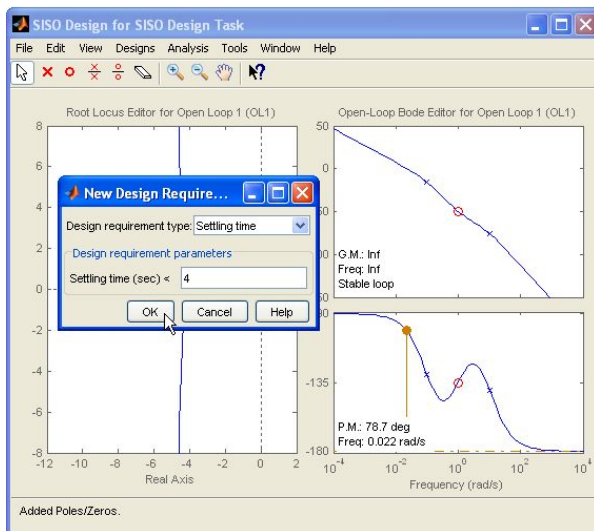 SISO Design for SISO Design Task
File Edit View Designs Analysis Tools Window Help
Root Locus Editor for Open Loop 1 (OL1)
8
0
-2
-4
-6
-8
-12 -10 -8 -6 -4 -2 0 2
Real Axis
New Design Require...
Design requirement type: Settling time
Design requirement parameters
Settling time (sec) < 4
OK Cancel Help
Open-Loop Bode Editor for Open Loop 1 (OL1)
50
0
G.M.: Inf
Freq: Inf
Stable loop
-135
-180
P.M.: 78.7 deg
Freq: 0.022 rad/s
10^-4 10^-2 10^0 10^2 10^4
Frequency (rad/s)
Added Poles/Zeros.